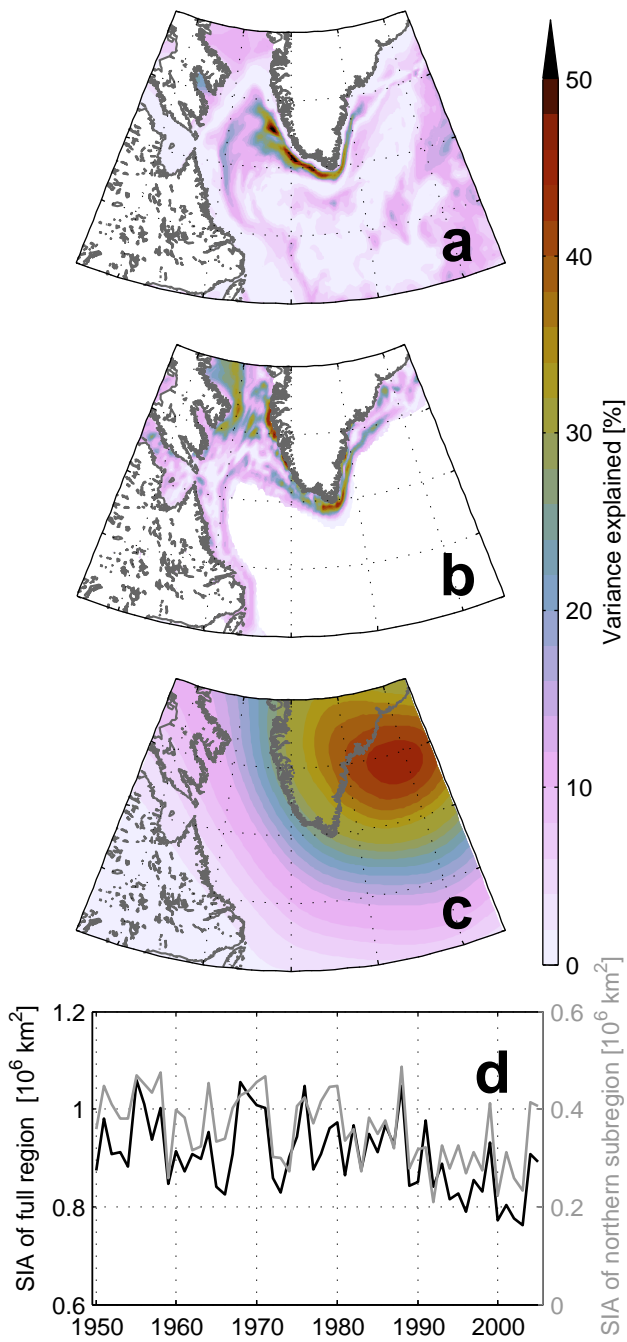 50
40
30
20
10
0
Variance explained [%]
a
b
c
d
1.2
1
0.8
0.6
SIA of full region [10⁶ km²]
0.6
0.4
0.2
0
SIA of northern subregion [10⁶ km²]
1950 1960 1970 1980 1990 2000